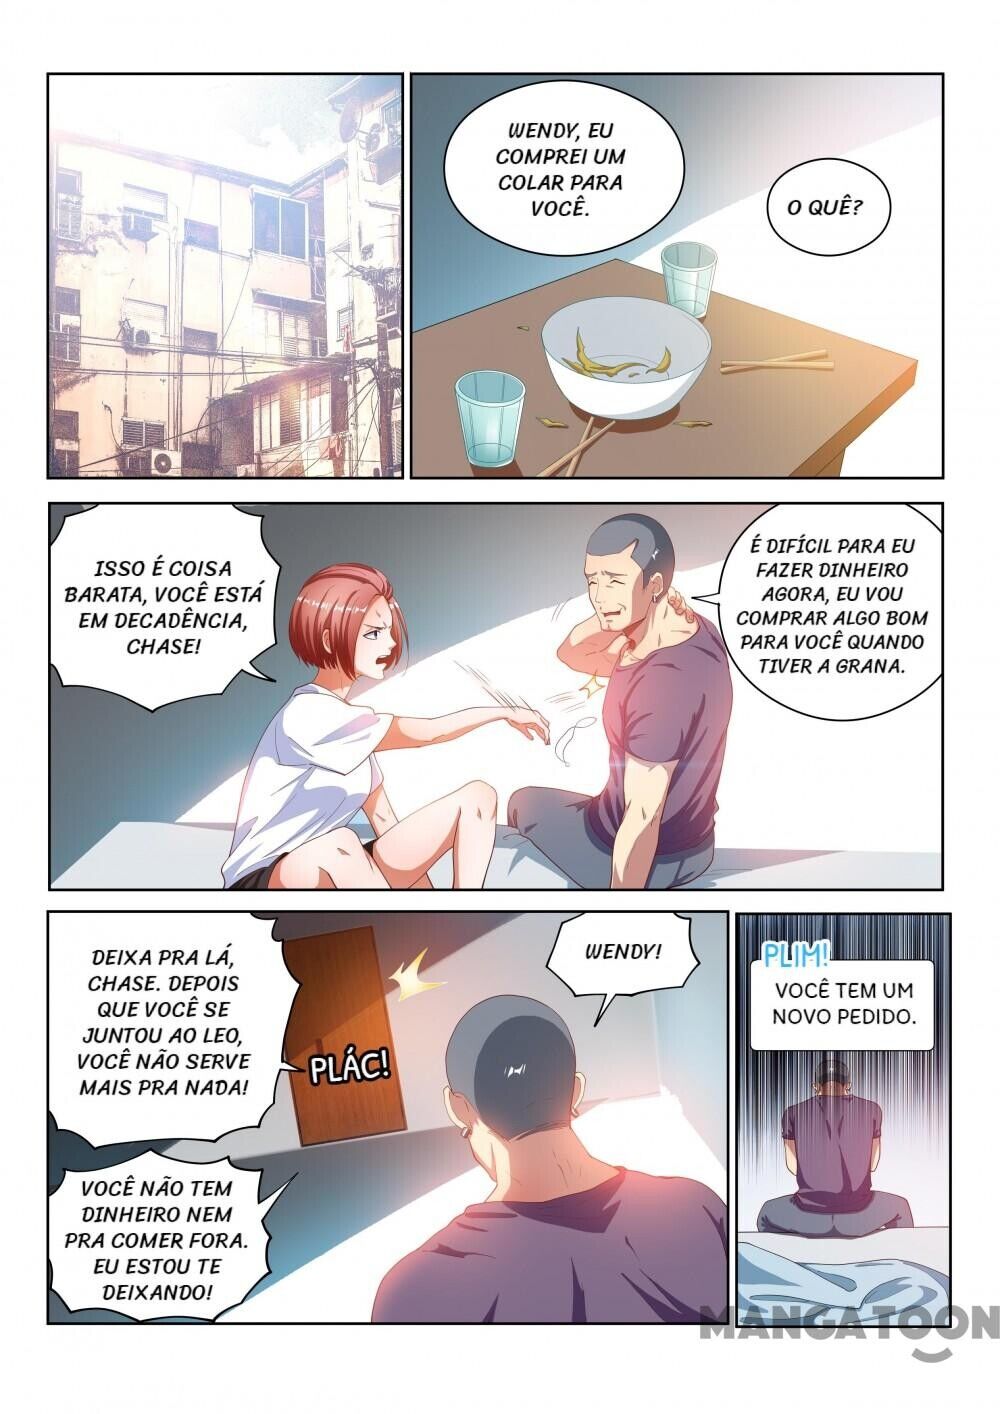 WENDY, EU
COMPREI UM
COLAR PARA
VOCÊ.
O QUÊ?
ISSO É COISA
BARATA, VOCÊ ESTÁ
EM DECADÊNCIA,
CHASE!
É DIFÍCIL PARA EU
FAZER DINHEIRO
AGORA, EU VOU
COMPRAR ALGO BOM
PARA VOCÊ QUANDO
TIVER A GRANA.
DEIXA PRA LÁ,
CHASE. DEPOIS
QUE VOCÊ SE
JUNTOU AO LEO,
VOCÊ NÃO SERVE
MAIS PRA NADA!
PLÁC!
WENDY!
VOCÊ NÃO TEM
DINHEIRO NEM
PRA COMER FORA.
EU ESTOU TE
DEIXANDO!
PLIM!
VOCÊ TEM UM
NOVO PEDIDO.
MANGATOON